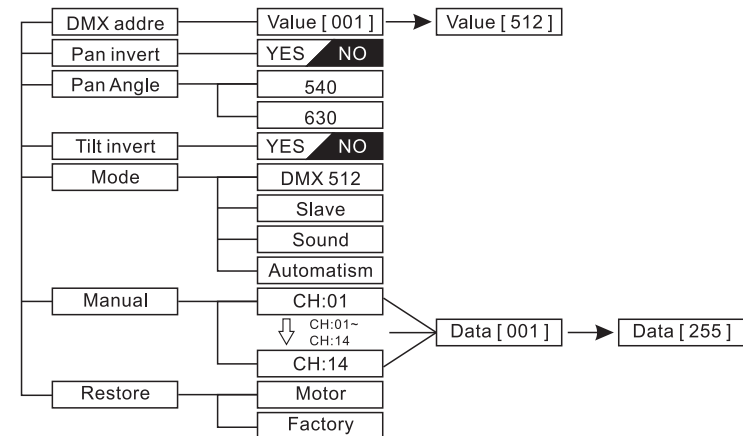 DMX addre Value [ 001 ] Value [ 512 ]
Pan invert YES NO
Pan Angle 540
630
Tilt invert YES NO
Mode DMX 512
Slave
Sound
Automatism
Manual CH:01
CH:01~
CH:14
Data [ 001 ] Data [ 255 ]
CH:14
Restore Motor
Factory